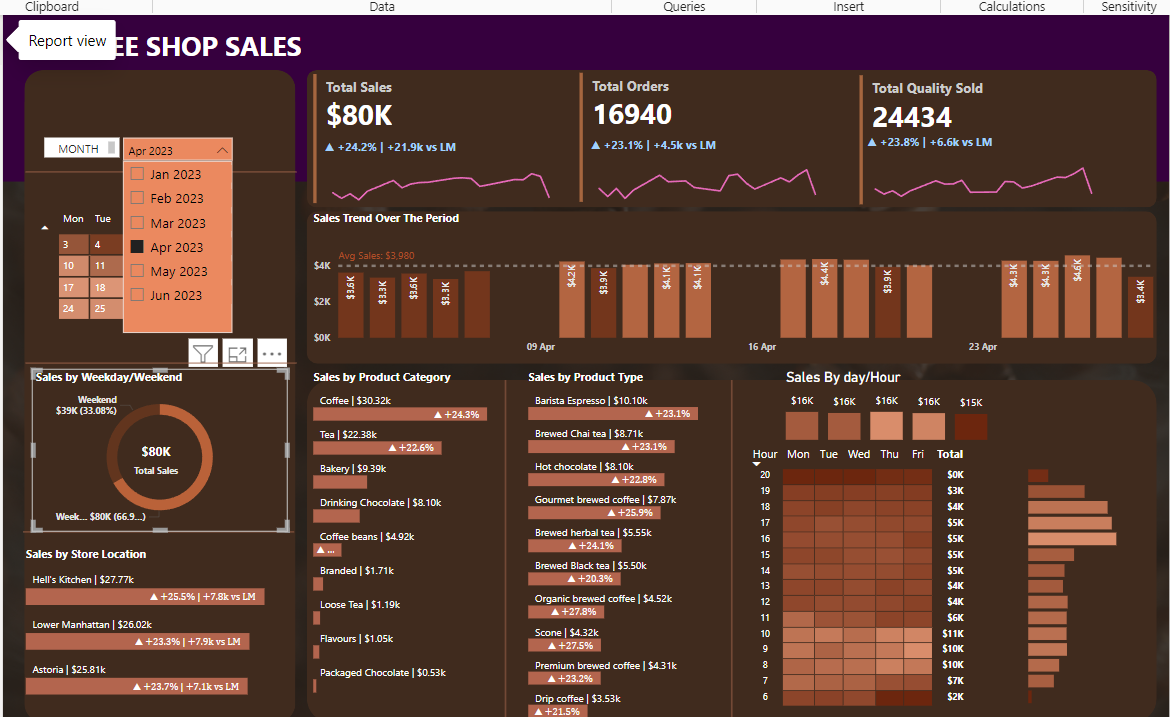 Clipboard Data Queries Insert Calculations Sensitivity
Report view
EE SHOP SALES
MONTH
Apr 2023
Jan 2023
Feb 2023
Mar 2023
Apr 2023
May 2023
Jun 2023
Mon Tue
3 4
10 11
17 18
24 25
Total Sales
$80K
▲ +24.2% | +21.9k vs LM
Total Orders
16940
▲ +23.1% | +4.5k vs LM
Total Quality Sold
24434
▲ +23.8% | +6.6k vs LM
Sales Trend Over The Period
Avg Sales: $3,980
$4K
$2K
$0K
$3.6K $3.3K $3.6K $3.3K $4.2K $3.9K $4.1K $4.1K $4.4K $3.9K $4.3K $4.3K $4.6K $3.4K
09 Apr 16 Apr 23 Apr
Sales by Weekday/Weekend
Weekend
$39K (33.08%)
$80K
Total Sales
Week... $80K (66.9...)
Sales by Store Location
Hell's Kitchen | $27.77k
▲ +25.5% | +7.8k vs LM
Lower Manhattan | $26.02k
▲ +23.3% | +7.9k vs LM
Astoria | $25.81k
▲ +23.7% | +7.1k vs LM
Sales by Product Category
Coffee | $30.32k
▲ +24.3%
Tea | $22.38k
▲ +22.6%
Bakery | $9.39k
Drinking Chocolate | $8.10k
Coffee beans | $4.92k
▲ ...
Branded | $1.71k
Loose Tea | $1.19k
Flavours | $1.05k
Packaged Chocolate | $0.53k
Sales by Product Type
Barista Espresso | $10.10k
▲ +23.1%
Brewed Chai tea | $8.71k
▲ +23.1%
Hot chocolate | $8.10k
▲ +22.8%
Gourmet brewed coffee | $7.87k
▲ +25.9%
Brewed herbal tea | $5.55k
▲ +24.1%
Brewed Black tea | $5.50k
▲ +20.3%
Organic brewed coffee | $4.52k
▲ +27.8%
Scone | $4.32k
▲ +27.5%
Premium brewed coffee | $4.31k
▲ +23.2%
Drip coffee | $3.53k
▲ +21.5%
Sales By day/Hour
$16K $16K $16K $16K $15K
Hour Mon Tue Wed Thu Fri Total
20 $0K
19 $3K
18 $4K
17 $5K
16 $5K
15 $5K
14 $5K
13 $4K
12 $4K
11 $6K
10 $11K
9 $10K
8 $10K
7 $7K
6 $2K